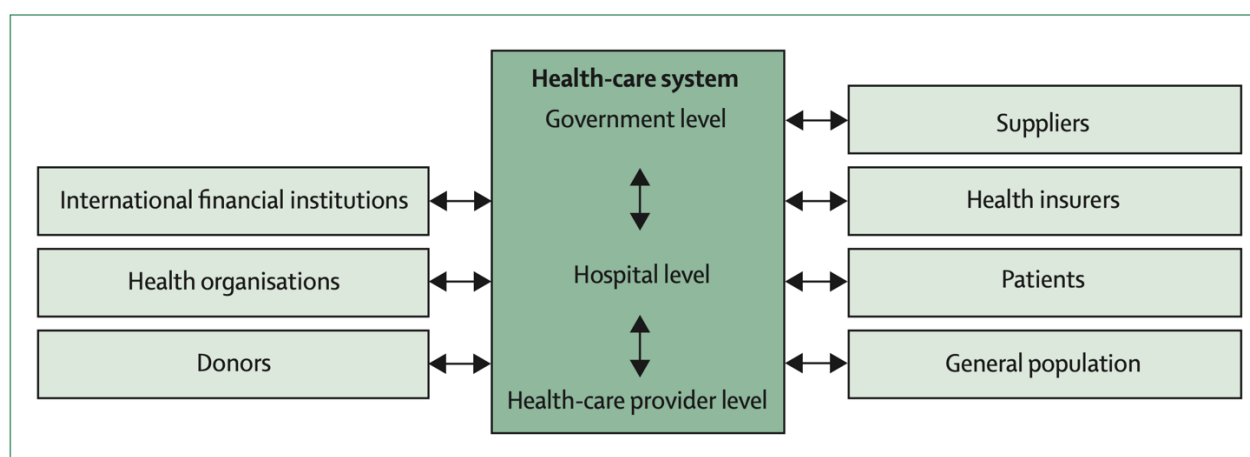 Health-care system
Government level
Hospital level
Health-care provider level
International financial institutions
Health organisations
Donors
Suppliers
Health insurers
Patients
General population